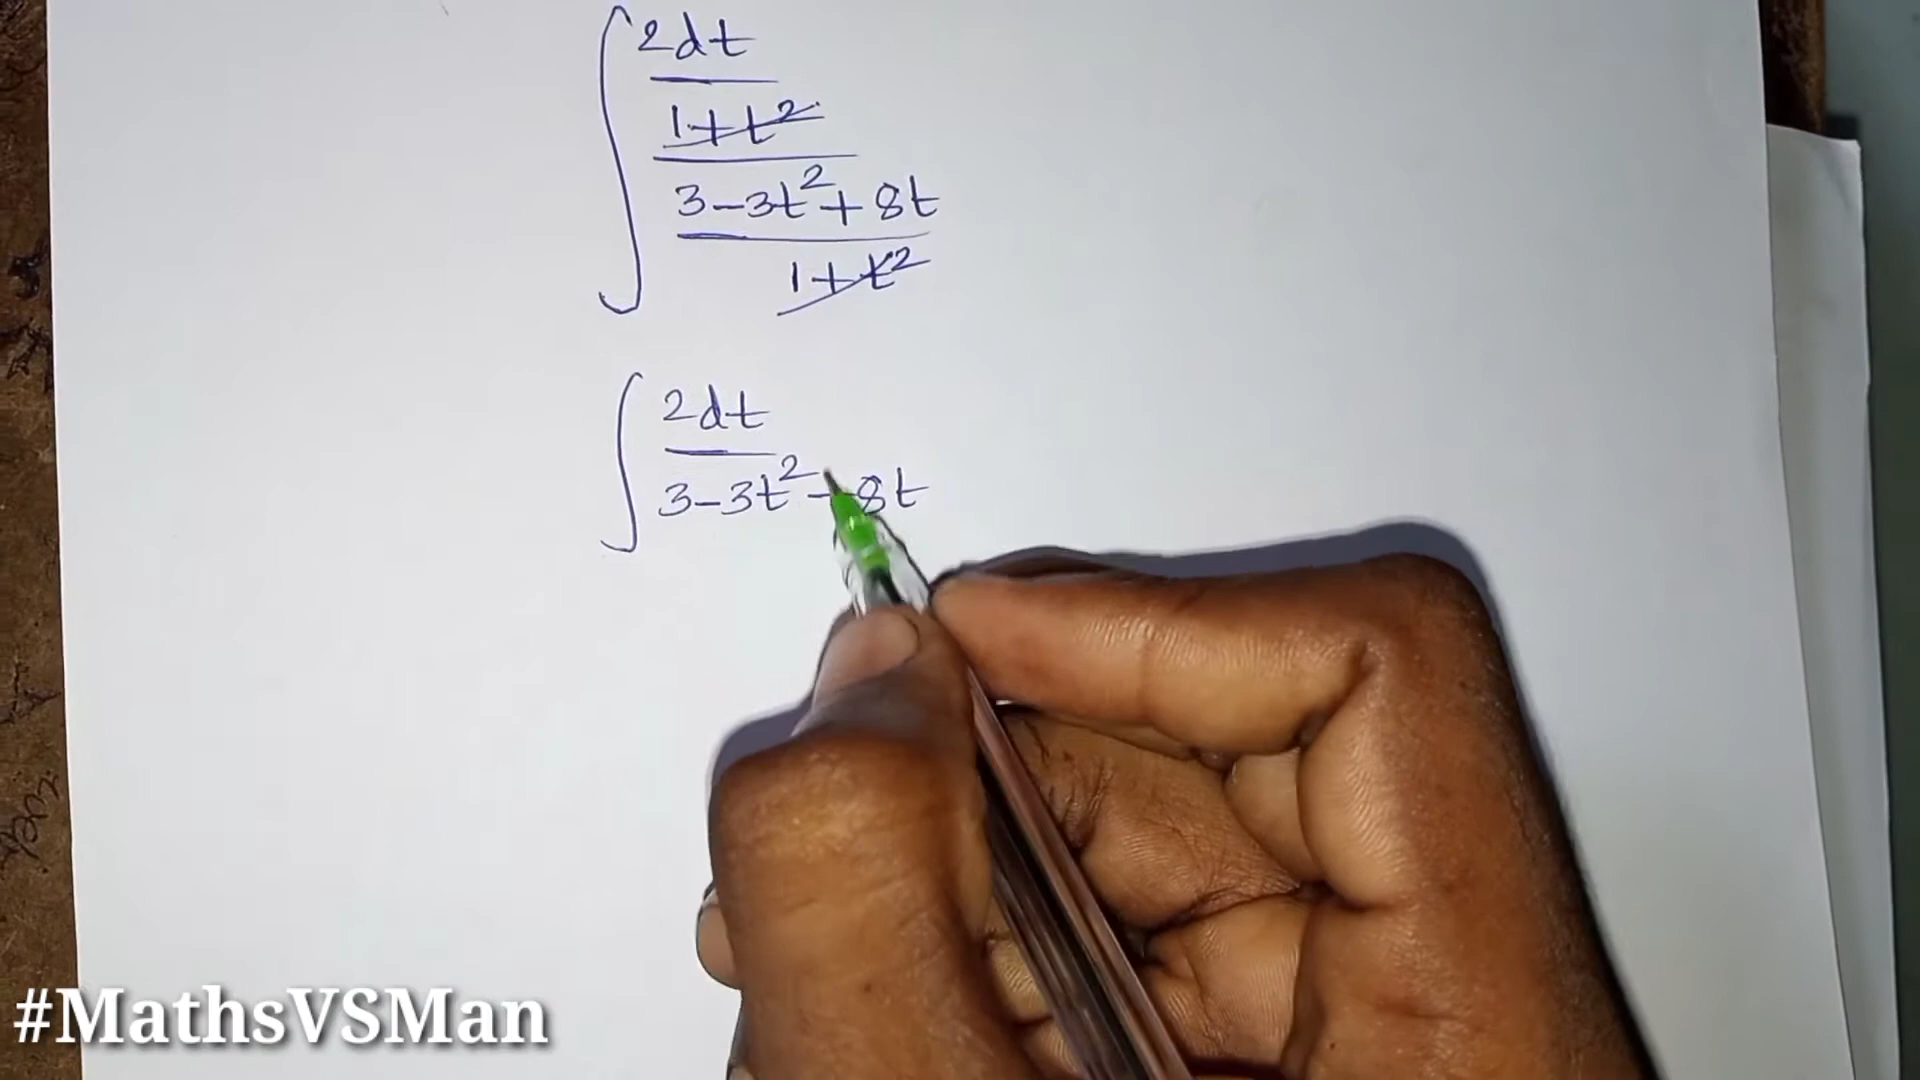 ∫ 2dt
1+t²
3-3t²+8t
1+t²
∫ 2dt
3-3t²-8t
#MathsVSMan